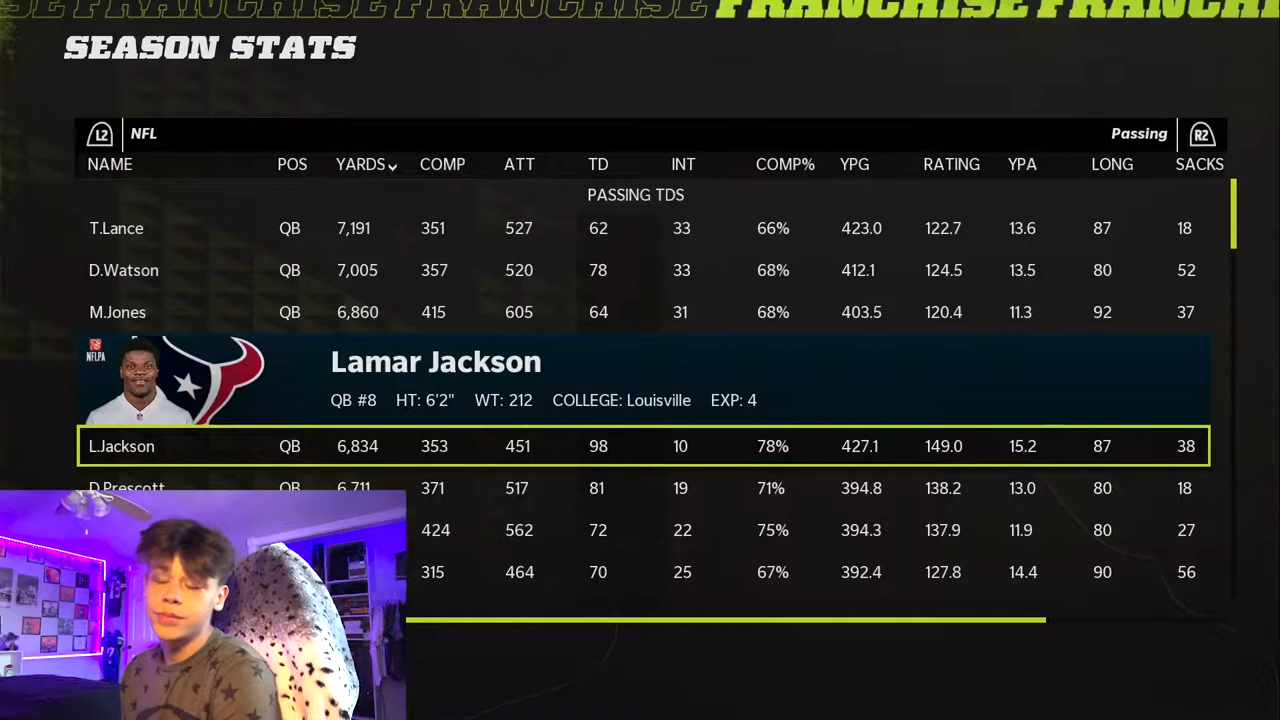 FRANCHISE FRANCHISE FRANCHISE
SEASON STATS
L2 NFL Passing R2
NAME POS YARDS COMP ATT TD INT COMP% YPG RATING YPA LONG SACKS
PASSING TDS
T.Lance QB 7,191 351 527 62 33 66% 423.0 122.7 13.6 87 18
D.Watson QB 7,005 357 520 78 33 68% 412.1 124.5 13.5 80 52
M.Jones QB 6,860 415 605 64 31 68% 403.5 120.4 11.3 92 37
NFLPA
Lamar Jackson
QB #8 HT: 6'2" WT: 212 COLLEGE: Louisville EXP: 4
L.Jackson QB 6,834 353 451 98 10 78% 427.1 149.0 15.2 87 38
D.Prescott QB 6,711 371 517 81 19 71% 394.8 138.2 13.0 80 18
424 562 72 22 75% 394.3 137.9 11.9 80 27
315 464 70 25 67% 392.4 127.8 14.4 90 56